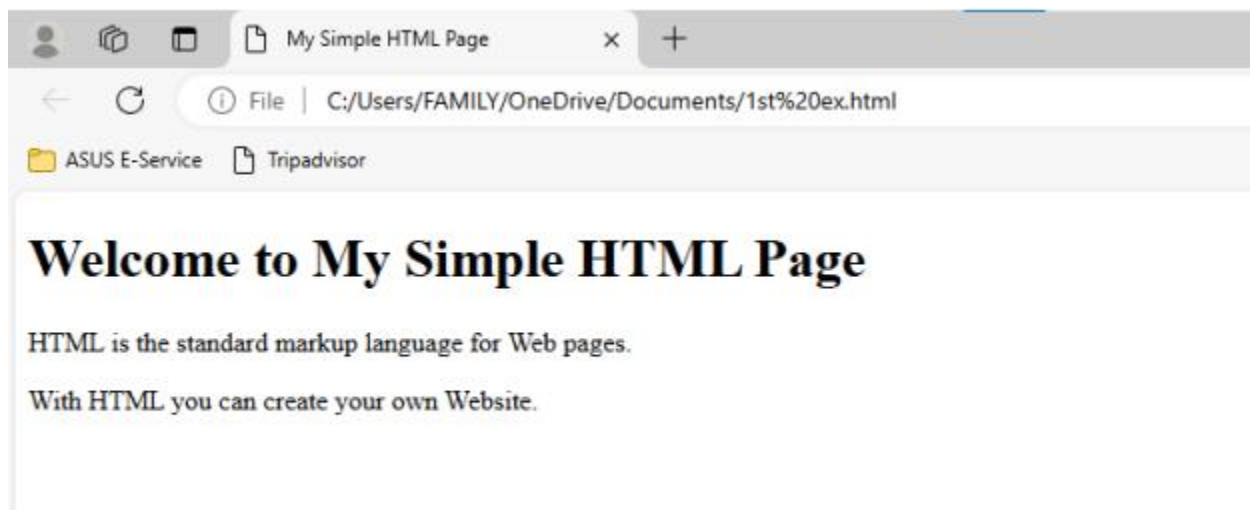 My Simple HTML Page
File | C:/Users/FAMILY/OneDrive/Documents/1st%20ex.html
ASUS E-Service Tripadvisor
Welcome to My Simple HTML Page
HTML is the standard markup language for Web pages.
With HTML you can create your own Website.